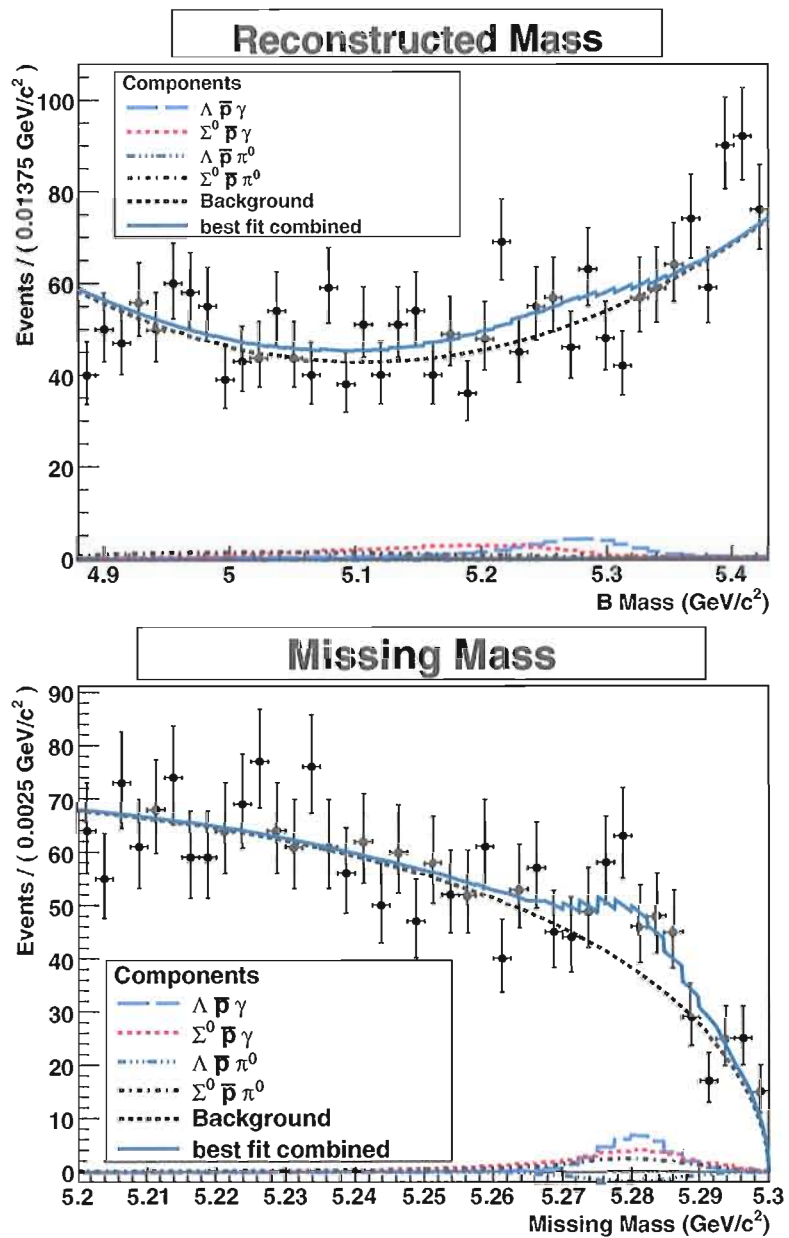 Reconstructed Mass
Events / ( 0.01375 GeV/c²)
100
80
60
40
20
0
Components
Λ p̅ γ
Σ⁰ p̅ γ
Λ p̅ π⁰
Σ⁰ p̅ π⁰
Background
best fit combined
4.9 5 5.1 5.2 5.3 5.4
B Mass (GeV/c²)
Missing Mass
Events / ( 0.0025 GeV/c²)
90
80
70
60
50
40
30
20
10
0
Components
Λ p̅ γ
Σ⁰ p̅ γ
Λ p̅ π⁰
Σ⁰ p̅ π⁰
Background
best fit combined
5.2 5.21 5.22 5.23 5.24 5.25 5.26 5.27 5.28 5.29 5.3
Missing Mass (GeV/c²)